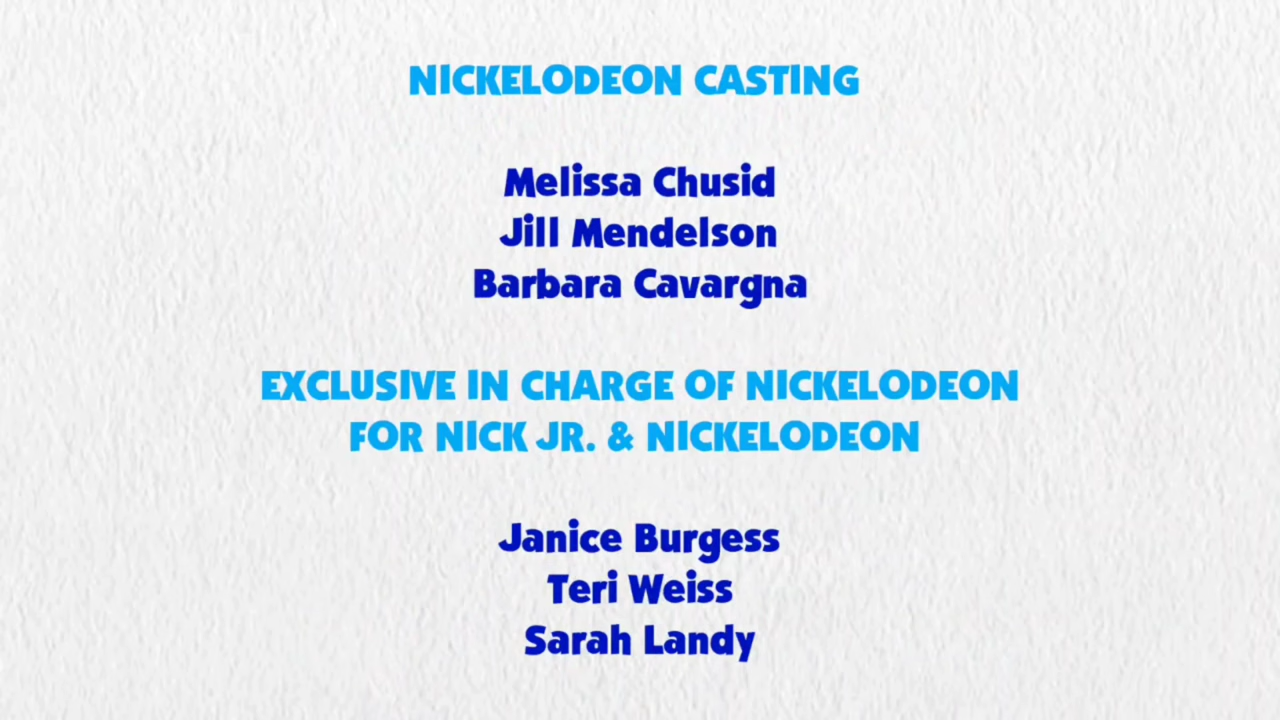 NICKELODEON CASTING
Melissa Chusid
Jill Mendelson
Barbara Cavargna
EXCLUSIVE IN CHARGE OF NICKELODEON
FOR NICK JR. & NICKELODEON
Janice Burgess
Teri Weiss
Sarah Landy